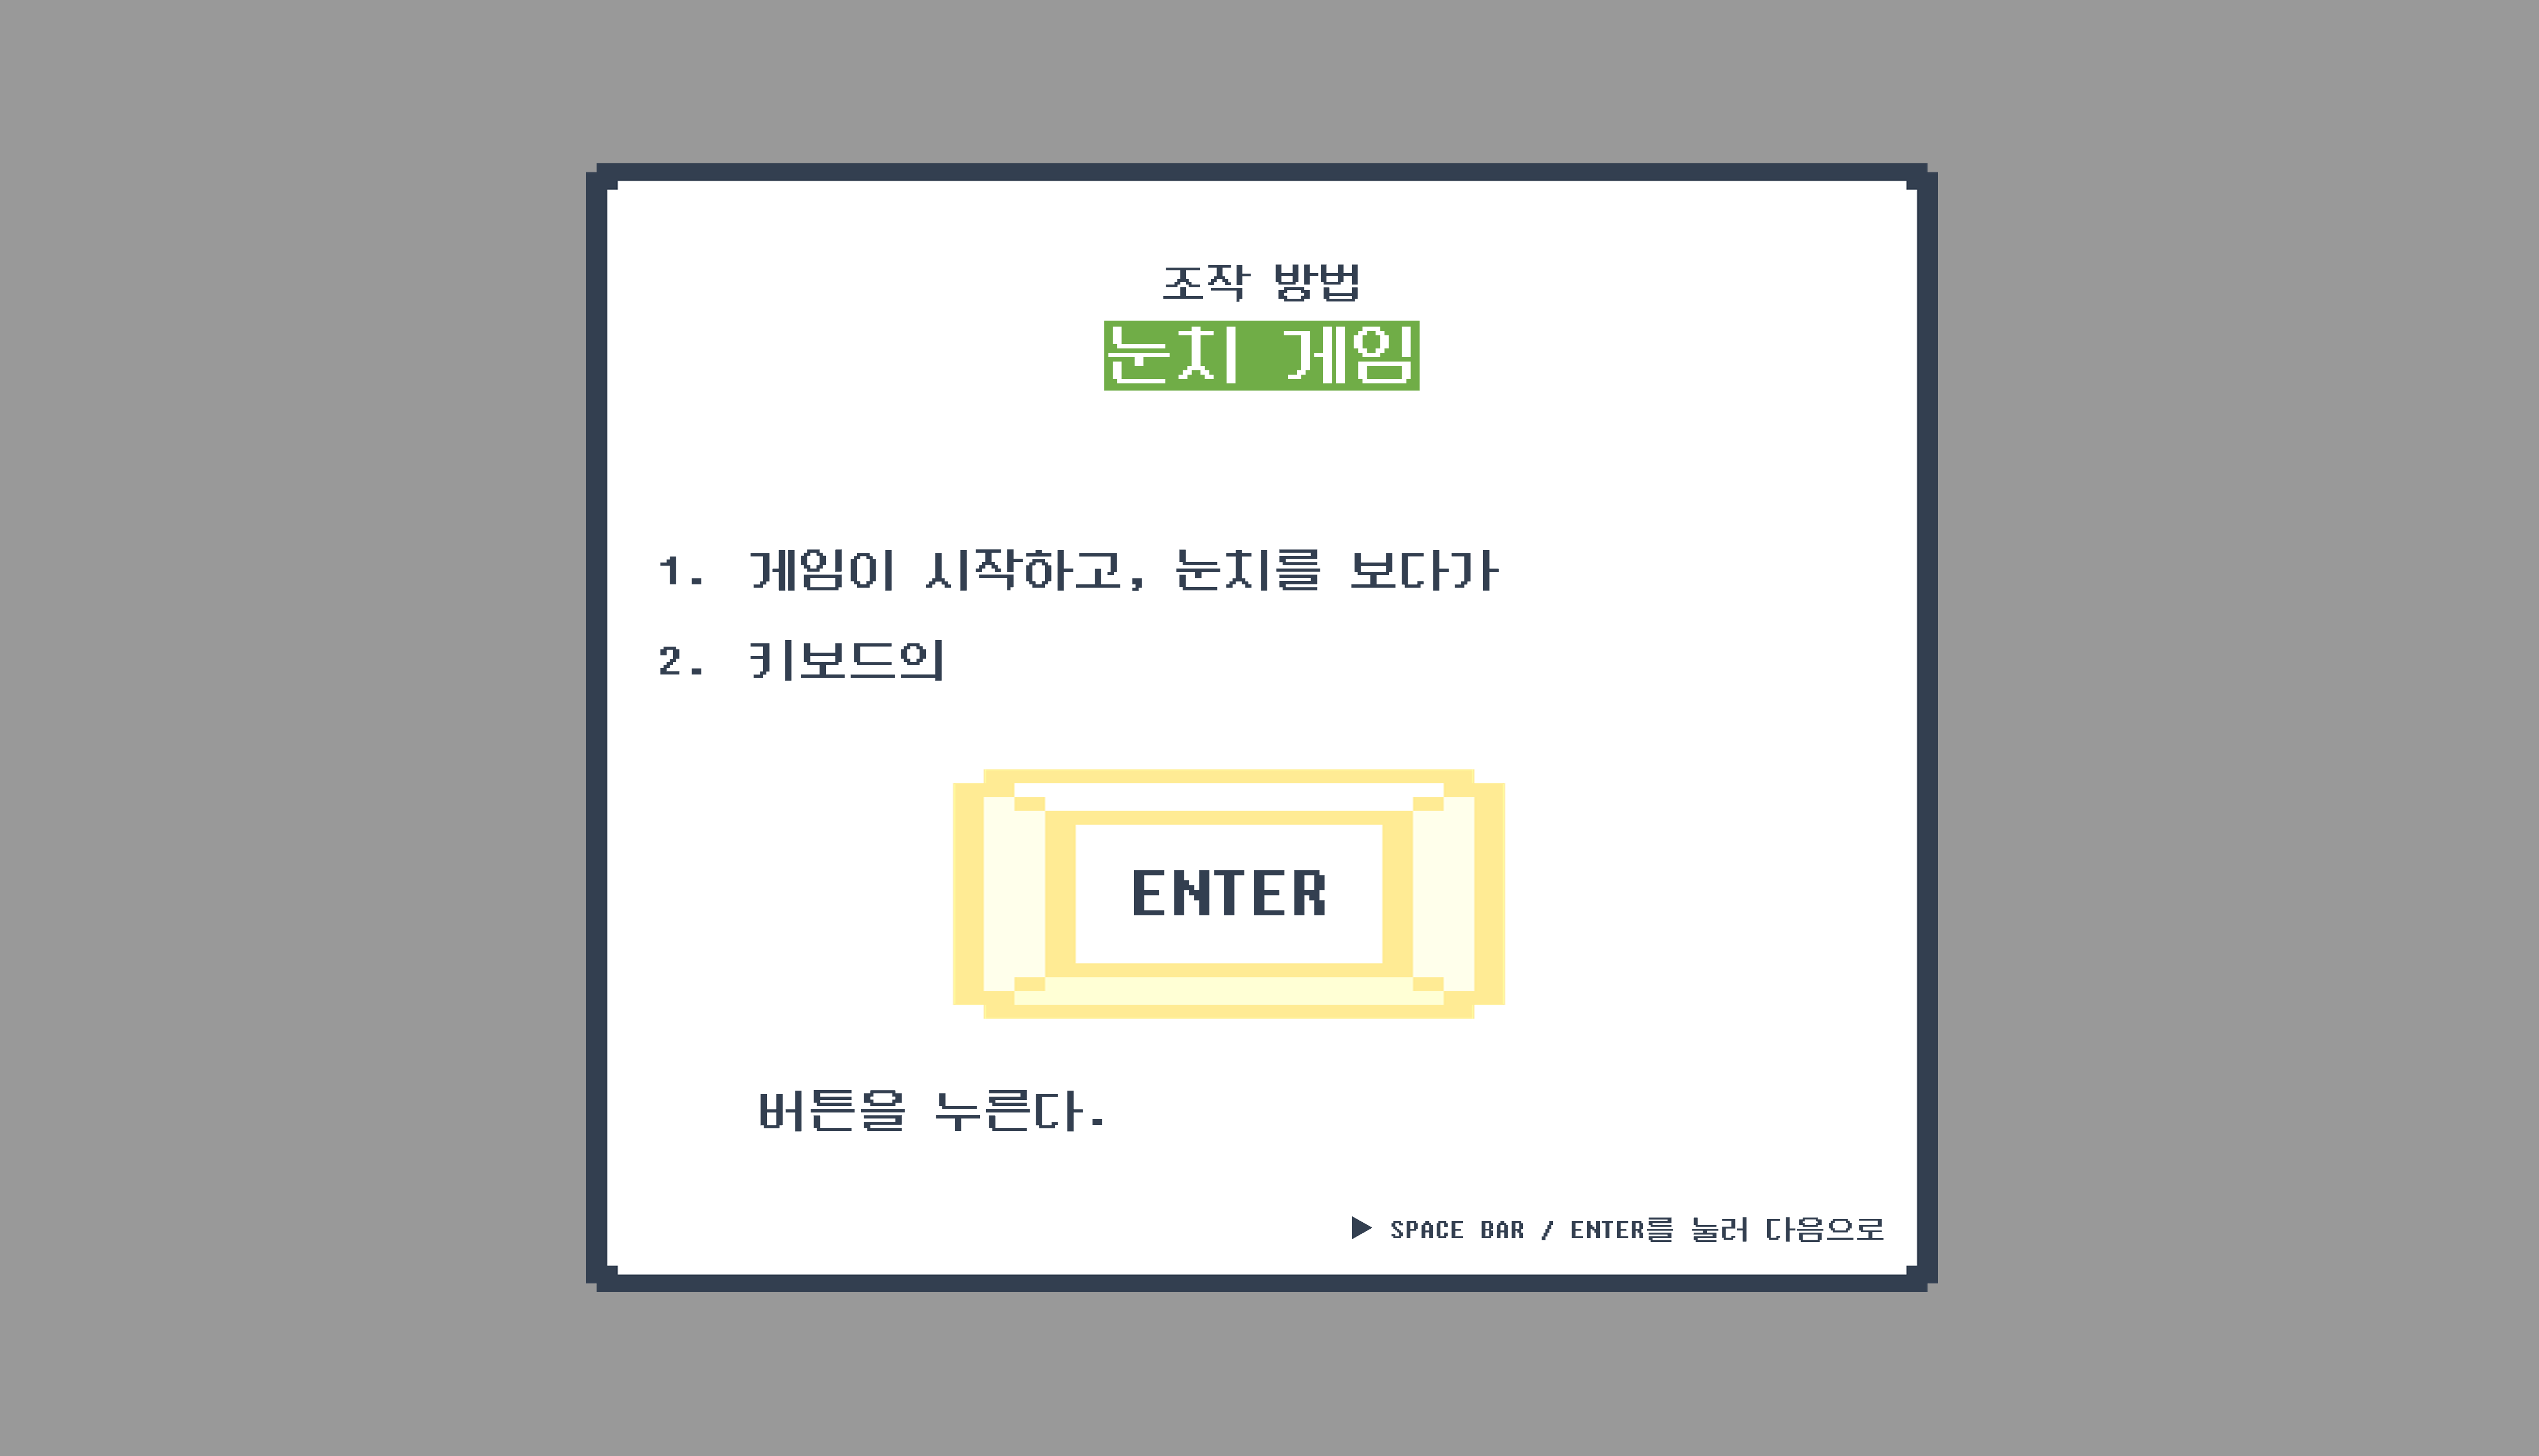 조작 방법
눈치 게임
1. 게임이 시작하고, 눈치를 보다가
2. 키보드의
ENTER
버튼을 누른다.
▶ SPACE BAR / ENTER를 눌러 다음으로